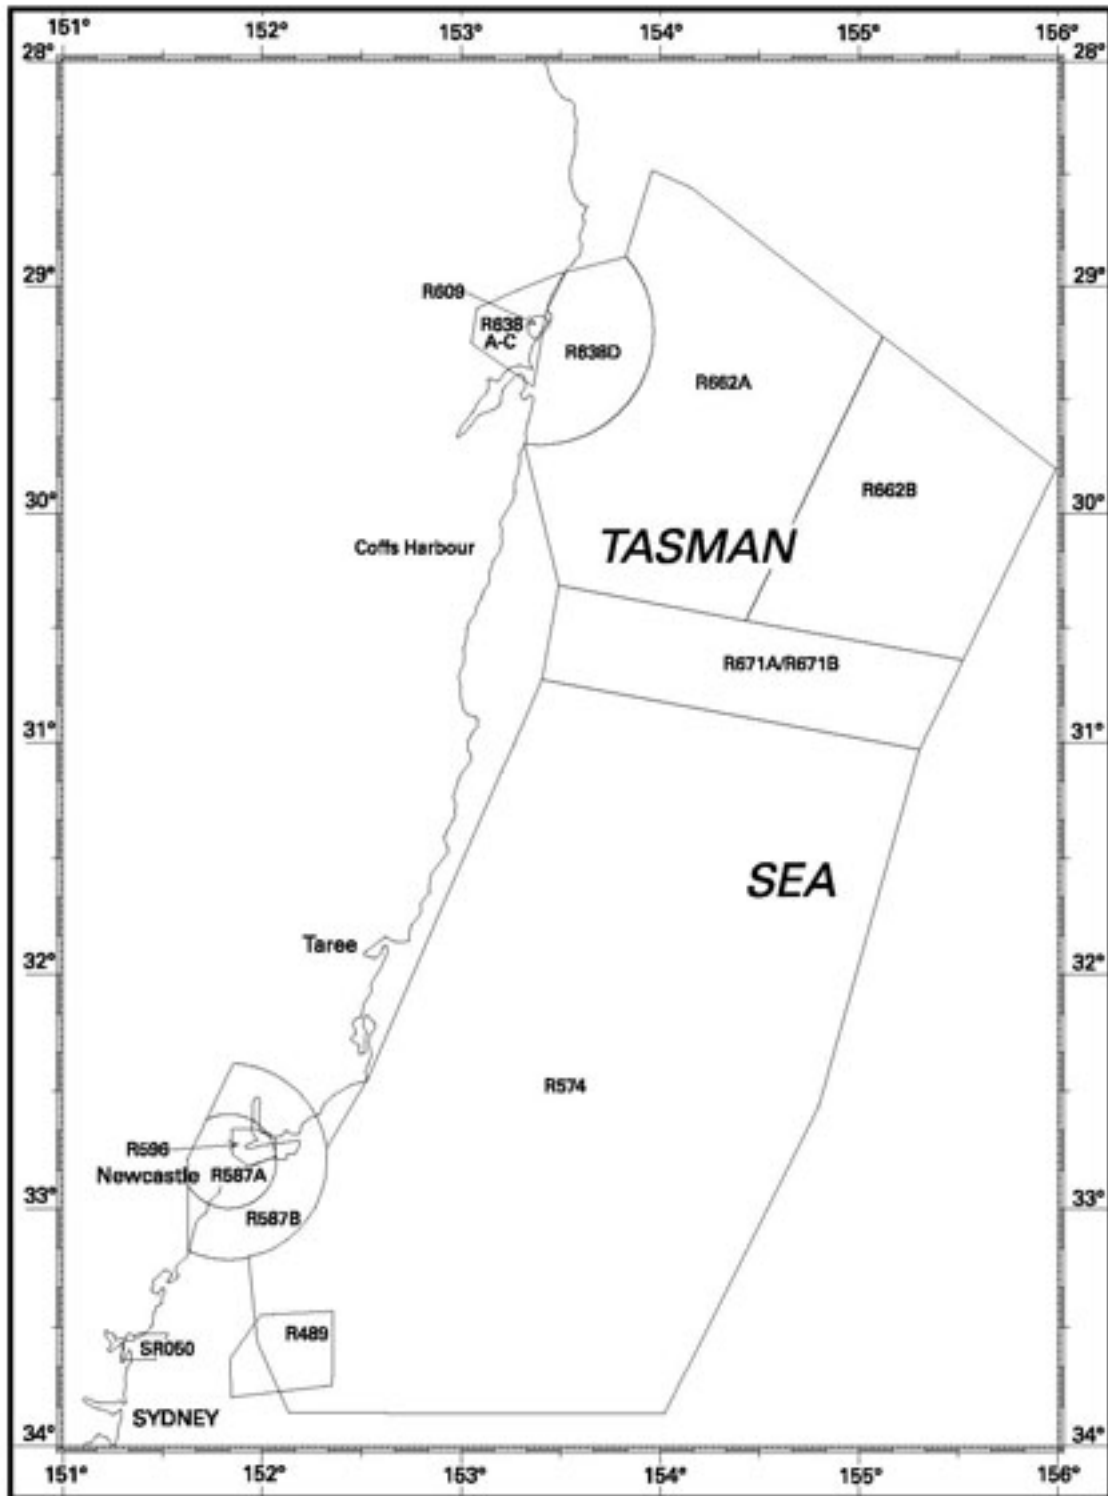 151° 152° 153° 154° 155° 156°
28° 28°
29° 29°
R609
R638
A-C
R638D
R662A
R662B
30° 30°
TASMAN
Coffs Harbour
R671A/R671B
31° 31°
SEA
Taree
32° 32°
R574
R596
Newcastle R587A
33° 33°
R587B
R489
SR050
SYDNEY
34° 34°
151° 152° 153° 154° 155° 156°